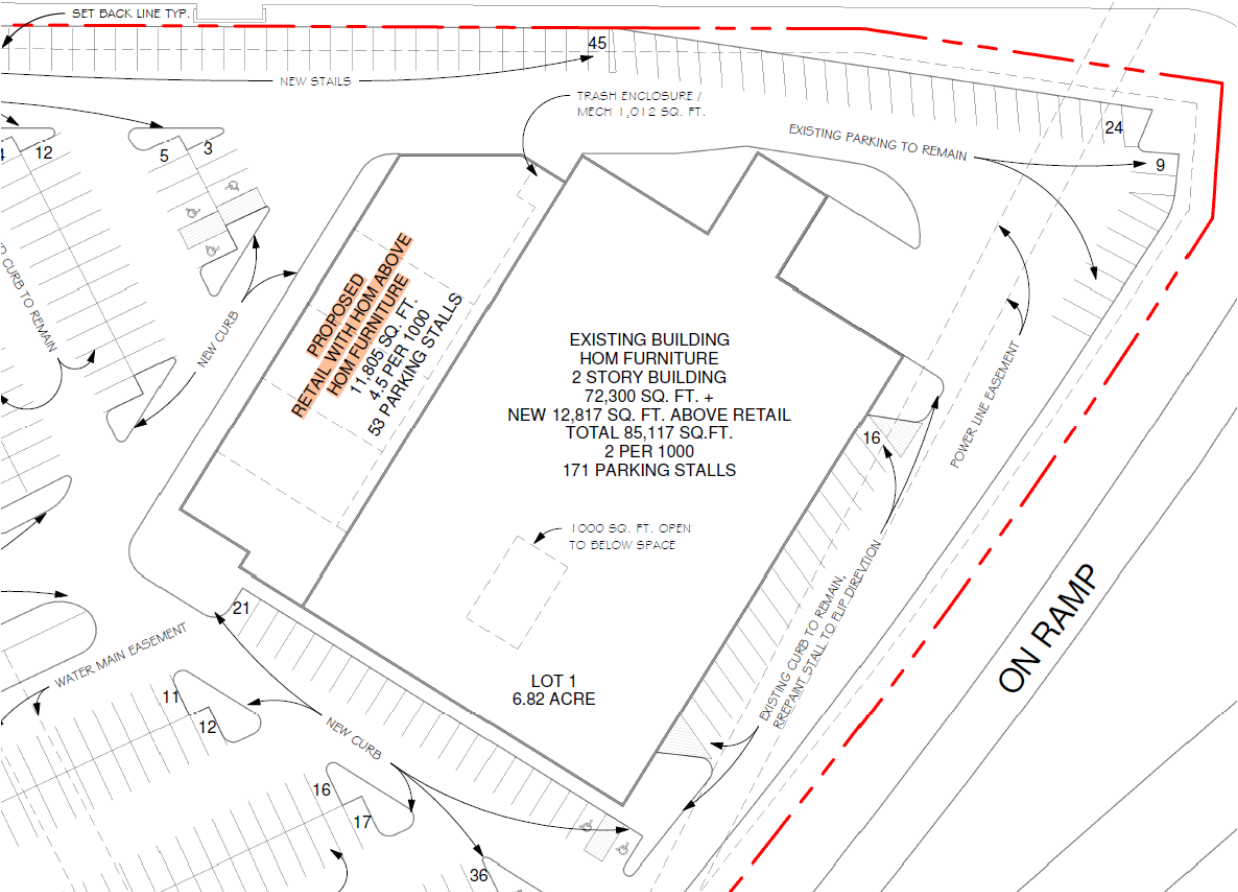 SET BACK LINE TYP.
45
NEW STAILS
TRASH ENCLOSURE /
MECH 1,012 SQ. FT.
EXISTING PARKING TO REMAIN
24
9
4
12
5
3
CURB TO REMAIN
NEW CURB
PROPOSED
RETAIL WITH HOM ABOVE
HOM FURNITURE
11,805 SQ. FT.
4.5 PER 1000
53 PARKING STALLS
EXISTING BUILDING
HOM FURNITURE
2 STORY BUILDING
72,300 SQ. FT. +
NEW 12,817 SQ. FT. ABOVE RETAIL
TOTAL 85,117 SQ.FT.
2 PER 1000
171 PARKING STALLS
16
POWER LINE EASEMENT
1000 SQ. FT. OPEN
TO BELOW SPACE
EXISTING CURB TO REMAIN,
RREPAINT STALL TO FLIP DIREVTION
ON RAMP
21
WATER MAIN EASEMENT
LOT 1
6.82 ACRE
11
12
NEW CURB
16
17
36